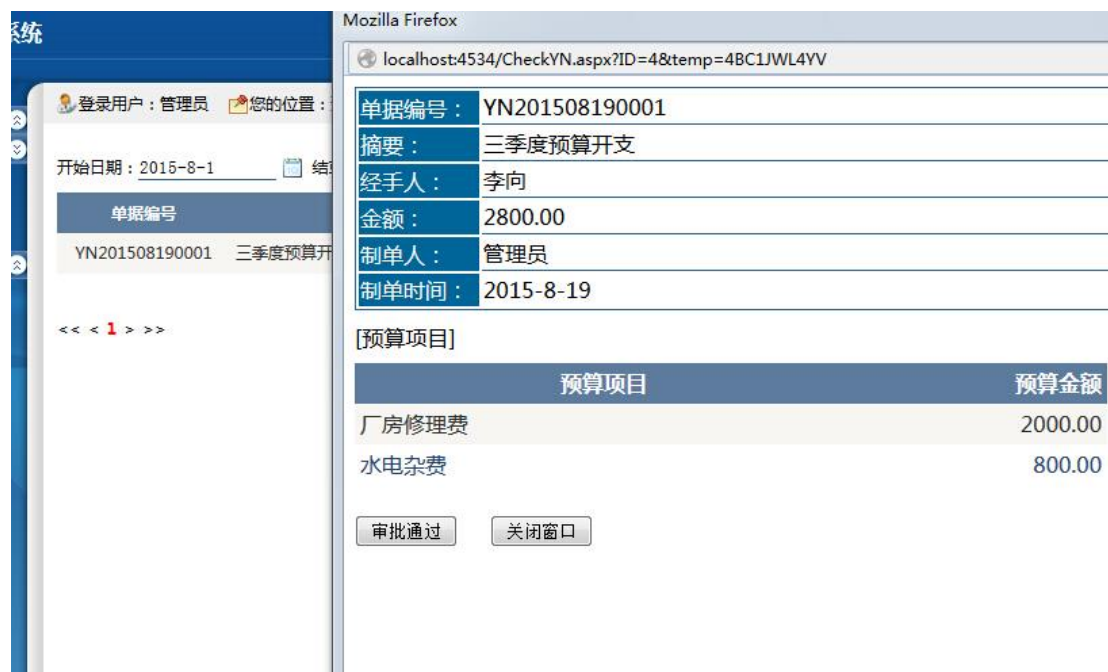 系统
登录用户：管理员 您的位置：
开始日期：2015-8-1 结束
单据编号
YN201508190001 三季度预算开
<< < 1 > >>
Mozilla Firefox
localhost:4534/CheckYN.aspx?ID=4&temp=4BC1JWL4YV
单据编号： YN201508190001
摘要： 三季度预算开支
经手人： 李向
金额： 2800.00
制单人： 管理员
制单时间： 2015-8-19
[预算项目]
预算项目 预算金额
厂房修理费 2000.00
水电杂费 800.00
审批通过 关闭窗口